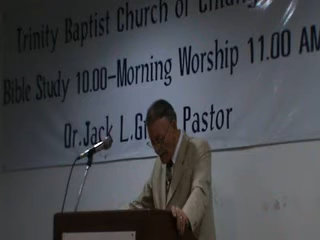 Trinity Baptist Church of
Bible Study 10.00-Morning Worship 11.00 AM
Dr.Jack L. Pastor